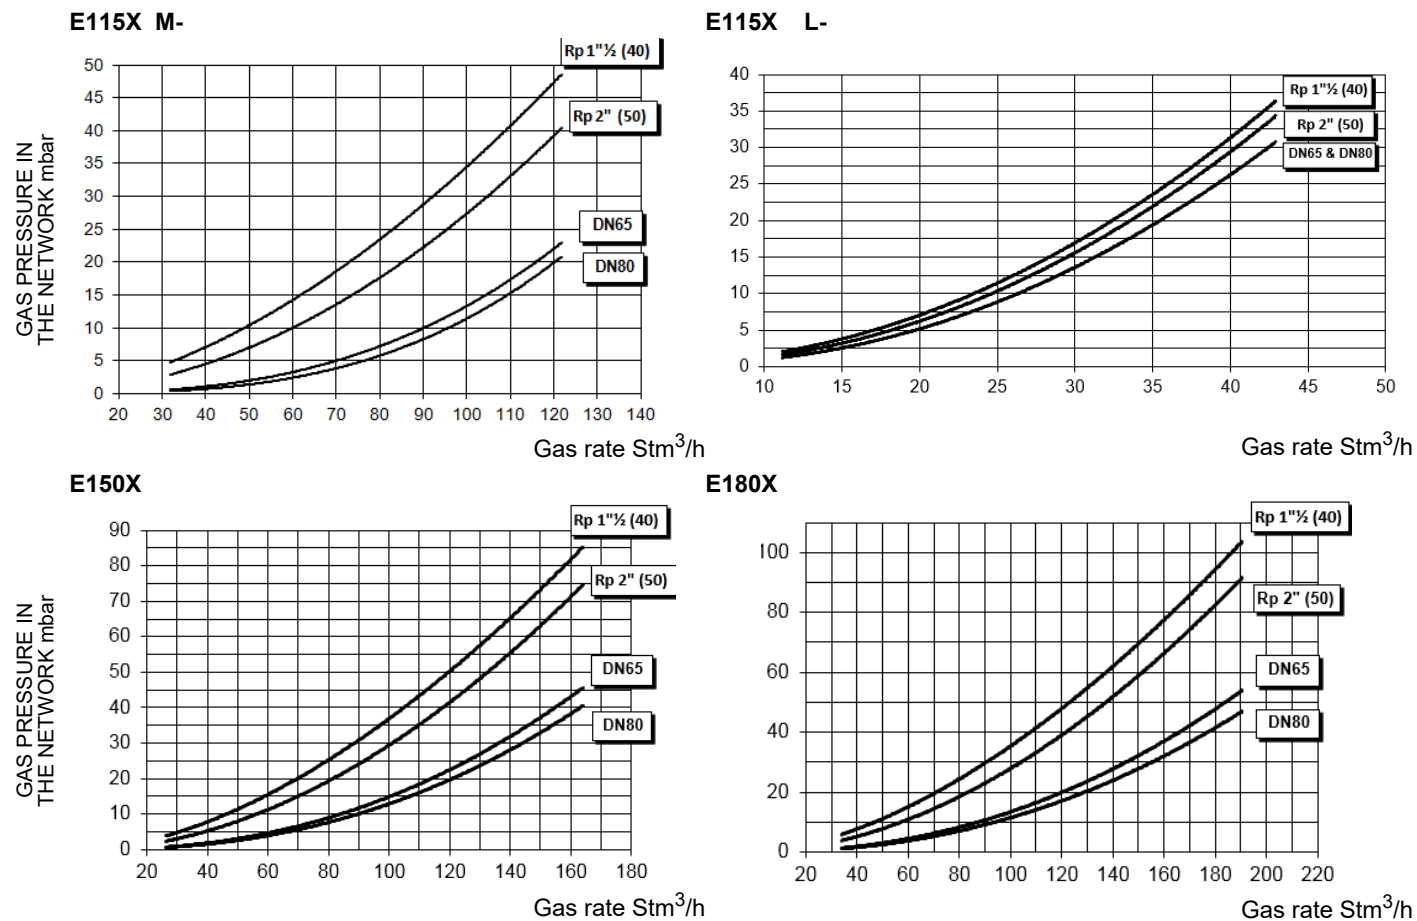 E115X M-
E115X L-
GAS PRESSURE IN
THE NETWORK mbar
50
45
40
35
30
25
20
15
10
5
0
20 30 40 50 60 70 80 90 100 110 120 130 140
Rp 1"½ (40)
Rp 2" (50)
DN65
DN80
Gas rate Stm³/h
40
35
30
25
20
15
10
5
0
10 15 20 25 30 35 40 45 50
Rp 1"½ (40)
Rp 2" (50)
DN65 & DN80
Gas rate Stm³/h
E150X
E180X
GAS PRESSURE IN
THE NETWORK mbar
90
80
70
60
50
40
30
20
10
0
20 40 60 80 100 120 140 160 180
Rp 1"½ (40)
Rp 2" (50)
DN65
DN80
Gas rate Stm³/h
100
80
60
40
20
0
20 40 60 80 100 120 140 160 180 200 220
Rp 1"½ (40)
Rp 2" (50)
DN65
DN80
Gas rate Stm³/h